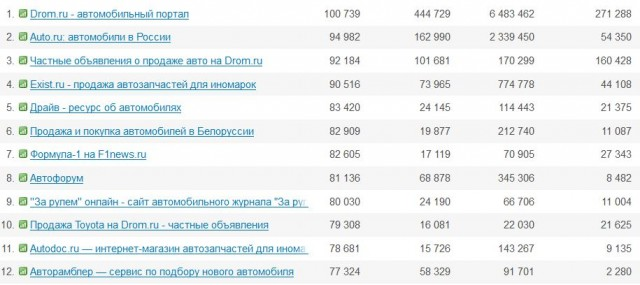 1. Drom.ru - автомобильный портал 100 739 444 729 6 483 462 271 288
2. Auto.ru: автомобили в России 94 982 162 990 2 339 450 54 350
3. Частные объявления о продаже авто на Drom.ru 92 184 101 681 170 299 160 428
4. Exist.ru - продажа автозапчастей для иномарок 90 516 73 965 774 778 44 108
5. Драйв - ресурс об автомобилях 83 420 24 145 114 443 21 375
6. Продажа и покупка автомобилей в Белоруссии 82 909 19 877 212 740 11 087
7. Формула-1 на F1news.ru 82 605 17 119 70 905 27 343
8. Автофорум 81 136 68 878 345 306 8 482
9. "За рулем" онлайн - сайт автомобильного журнала "За ру 80 030 24 190 66 706 11 004
10. Продажа Toyota на Drom.ru - частные объявления 79 308 16 081 22 030 21 625
11. Autodoc.ru — интернет-магазин автозапчастей для инома 78 681 15 726 143 267 9 135
12. Авторамблер — сервис по подбору нового автомобиля 77 324 58 329 91 701 2 280